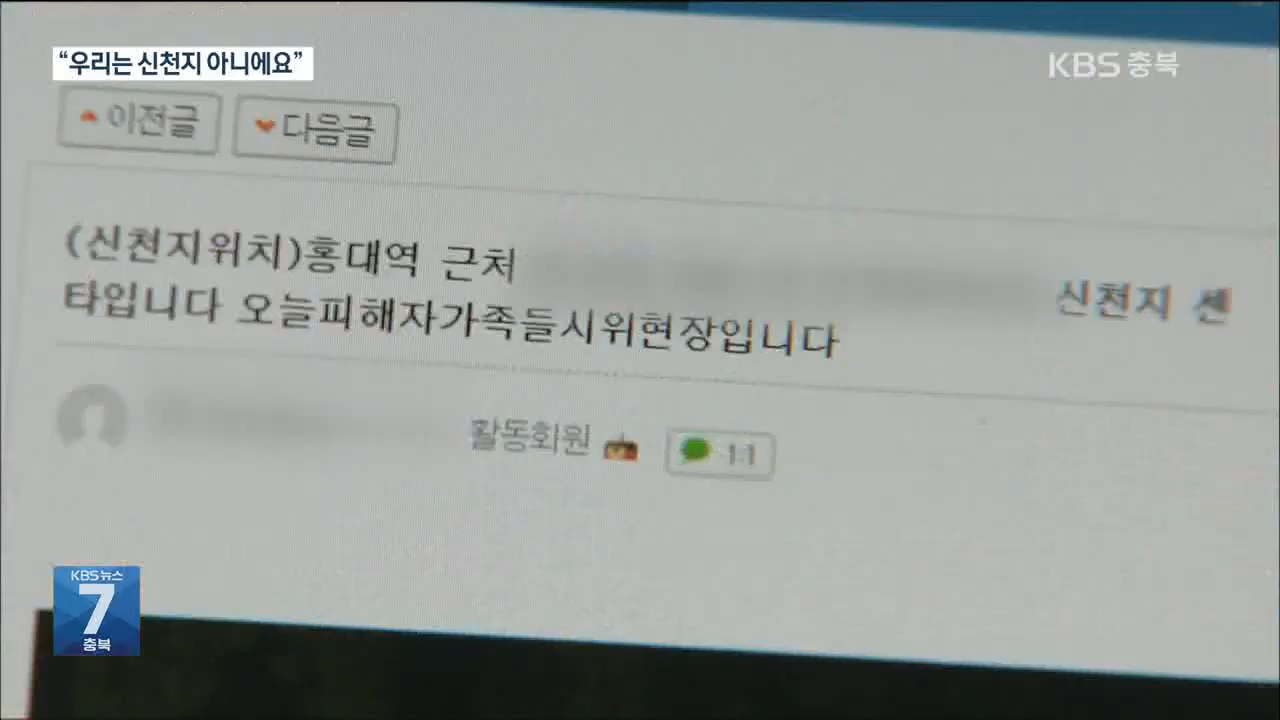 “우리는 신천지 아니에요”
KBS 충북
이전글
다음글
(신천지위치)홍대역 근처 신천지 센
타입니다 오늘피해자가족들시위현장입니다
활동회원
11
KBS뉴스
7
충북